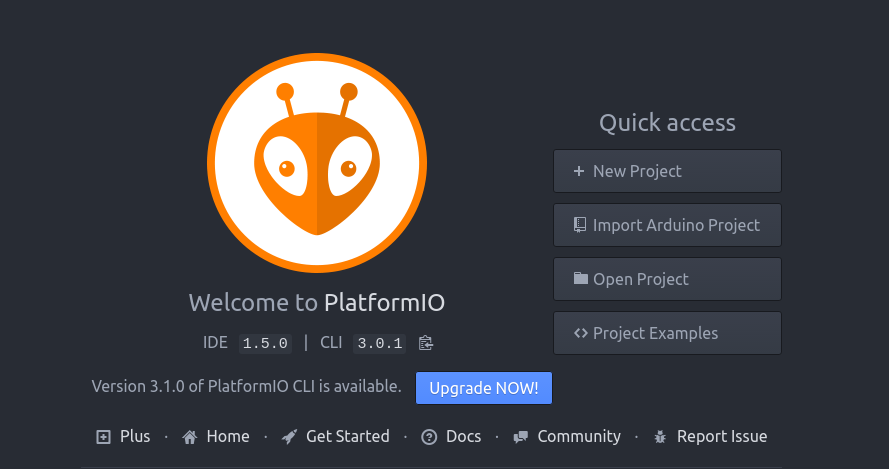 Quick access
New Project
Import Arduino Project
Open Project
Project Examples
Welcome to PlatformIO
IDE 1.5.0 | CLI 3.0.1
Version 3.1.0 of PlatformIO CLI is available. Upgrade NOW!
Plus · Home · Get Started · Docs · Community · Report Issue